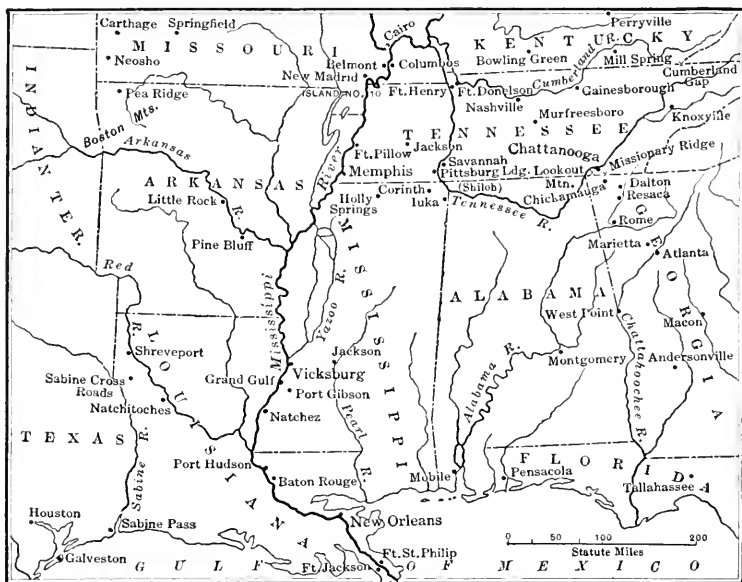 Perryville
Carthage Springfield
Cairo
KENTUCKY
MISSOURI
Belmont Columbos
Bowling Green
Cumberland
Mill Spring
Neosho
New Madrid
Cumberland
Gap
Pea Ridge
ISLAND NO. 10
Ft. Henry
Ft. Donelson
Gainesborough
Nashville
Knoxville
INDIAN TER.
Boston Mts.
Murfreesboro
TENNESSEE
Arkansas R.
Ft. Pillow
Jackson
Chattanooga
Missionary Ridge
River
Savannah
ARKANSAS
Memphis
Pittsburg Ldg.
(Shiloh)
Lookout
Mtn.
Chickamauga
Dalton
Resaca
Little Rock
Holly
Springs
Corinth
Iuka
Tennessee R.
Rome
Pine Bluff
MISSISSIPPI
GEORGIA
Marietta
Atlanta
Red R.
Mississippi
Yazoo R.
ALABAMA
West Point
Chattahoochee R.
Macon
LOUISIANA
Shreveport
Jackson
Alabama R.
Montgomery
Andersonville
Sabine Cross
Roads
Grand Gulf
Vicksburg
Port Gibson
Natchitoches
Natchez
Pearl R.
TEXAS
Sabine R.
FLORIDA
Port Hudson
Baton Rouge
Mobile
Pensacola
Tallahassee
Houston
Sabine Pass
New Orleans
0 50 100 200
Statute Miles
Galveston
Ft. St. Philip
Ft. Jackson
GULF OF MEXICO